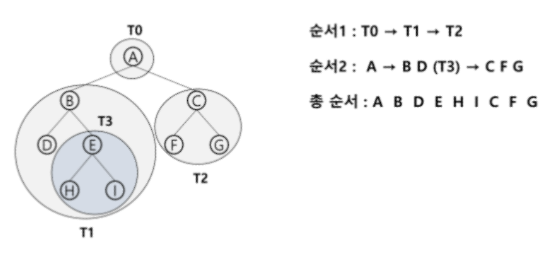 T0
A
순서1 : T0 → T1 → T2
순서2 : A → B D (T3) → C F G
총 순서 : A B D E H I C F G
B
C
T3
D
E
F
G
H
I
T2
T1